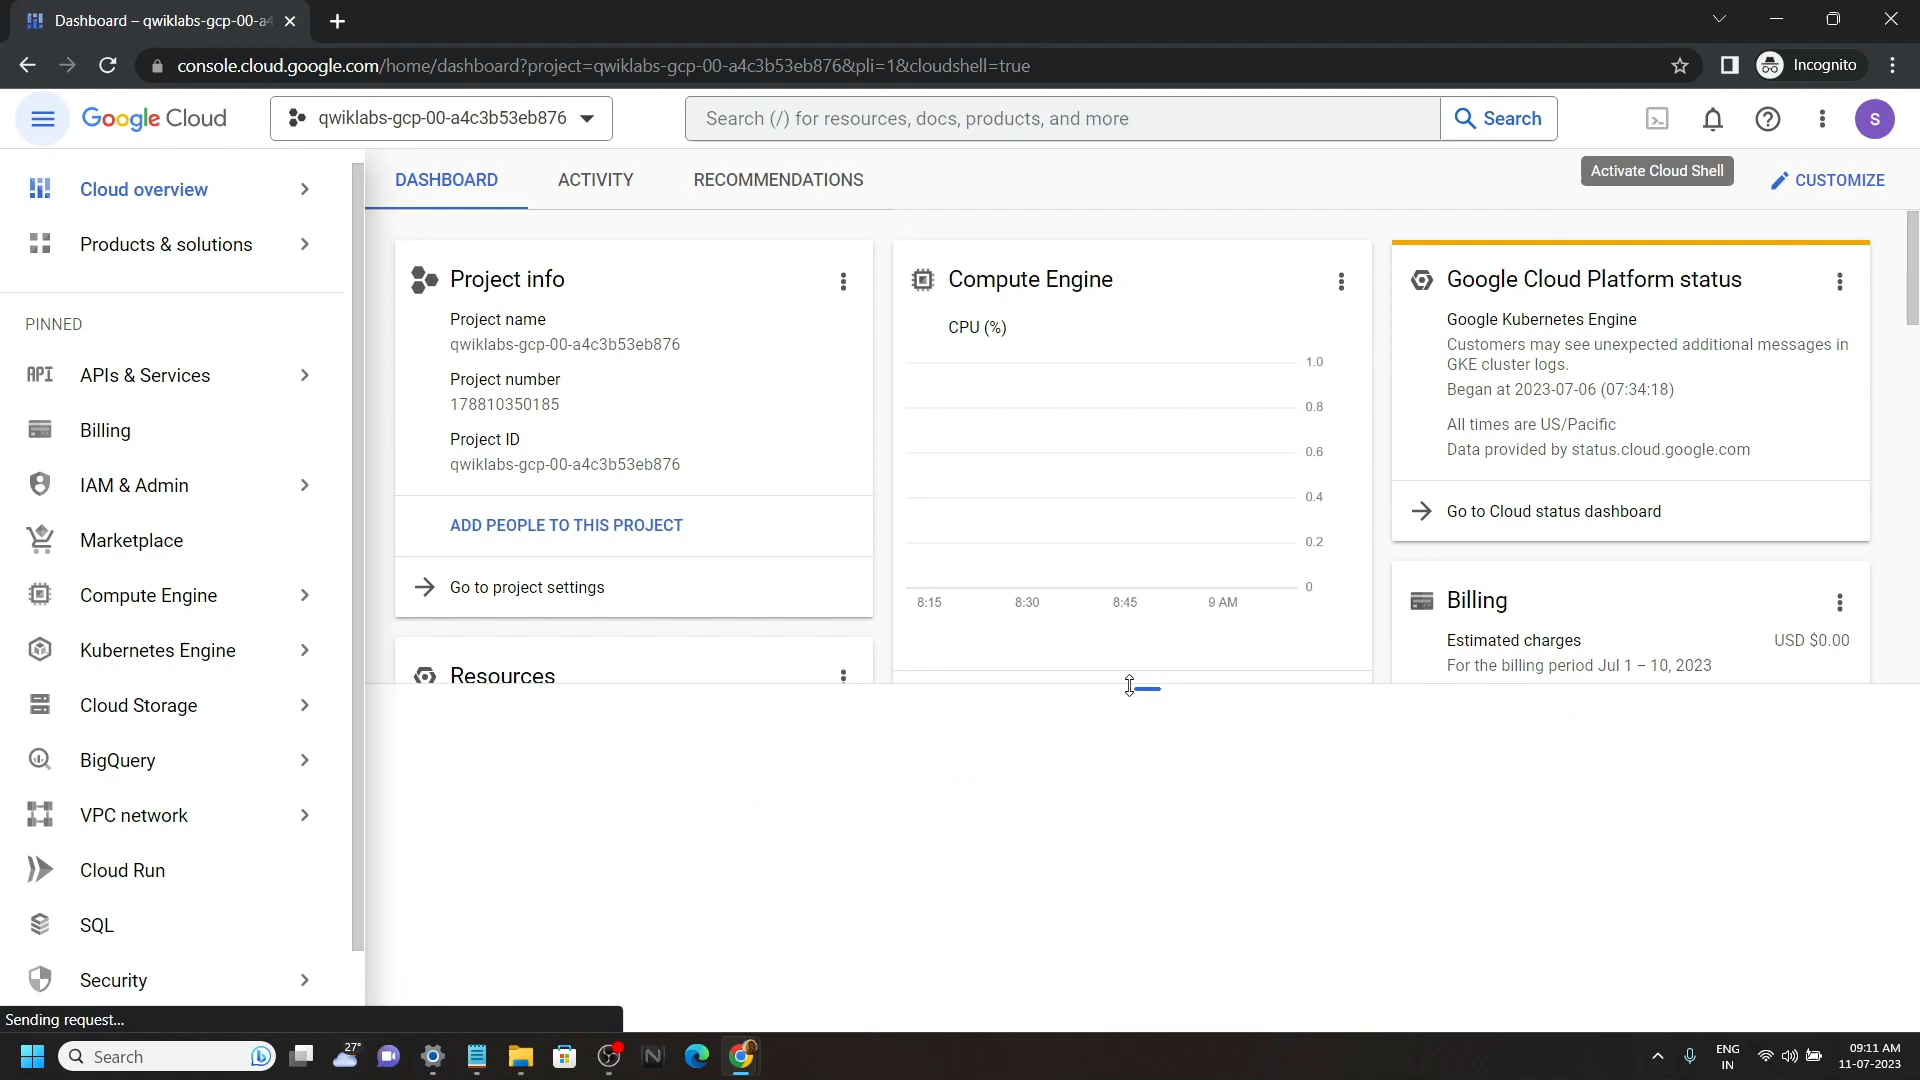 Dashboard – qwiklabs-gcp-00-a4
console.cloud.google.com/home/dashboard?project=qwiklabs-gcp-00-a4c3b53eb876&pli=1&cloudshell=true
Incognito
Google Cloud
qwiklabs-gcp-00-a4c3b53eb876
Search (/) for resources, docs, products, and more
Search
S
Cloud overview
Products & solutions
PINNED
API
APIs & Services
Billing
IAM & Admin
Marketplace
Compute Engine
Kubernetes Engine
Cloud Storage
BigQuery
VPC network
Cloud Run
SQL
Security
DASHBOARD
ACTIVITY
RECOMMENDATIONS
Activate Cloud Shell
CUSTOMIZE
Project info
Project name
qwiklabs-gcp-00-a4c3b53eb876
Project number
178810350185
Project ID
qwiklabs-gcp-00-a4c3b53eb876
ADD PEOPLE TO THIS PROJECT
Go to project settings
Resources
Compute Engine
CPU (%)
1.0
0.8
0.6
0.4
0.2
0
8:15
8:30
8:45
9 AM
Google Cloud Platform status
Google Kubernetes Engine
Customers may see unexpected additional messages in
GKE cluster logs.
Began at 2023-07-06 (07:34:18)
All times are US/Pacific
Data provided by status.cloud.google.com
Go to Cloud status dashboard
Billing
Estimated charges
USD $0.00
For the billing period Jul 1 – 10, 2023
Sending request...
Search
27°
ENG
IN
09:11 AM
11-07-2023